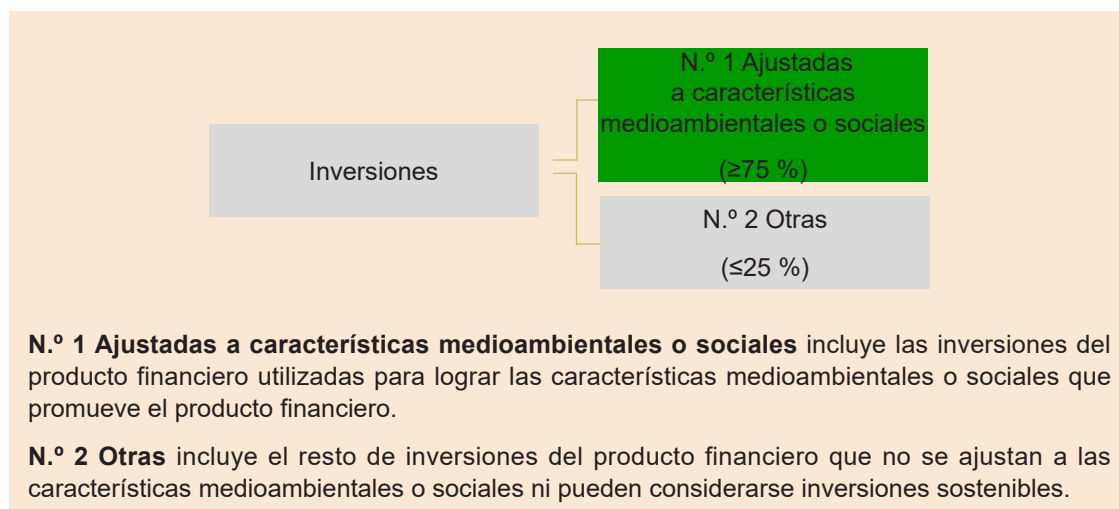 N.º 1 Ajustadas
a características
medioambientales o sociales
(≥75 %)
Inversiones
N.º 2 Otras
(≤25 %)
N.º 1 Ajustadas a características medioambientales o sociales incluye las inversiones del
producto financiero utilizadas para lograr las características medioambientales o sociales que
promueve el producto financiero.
N.º 2 Otras incluye el resto de inversiones del producto financiero que no se ajustan a las
características medioambientales o sociales ni pueden considerarse inversiones sostenibles.